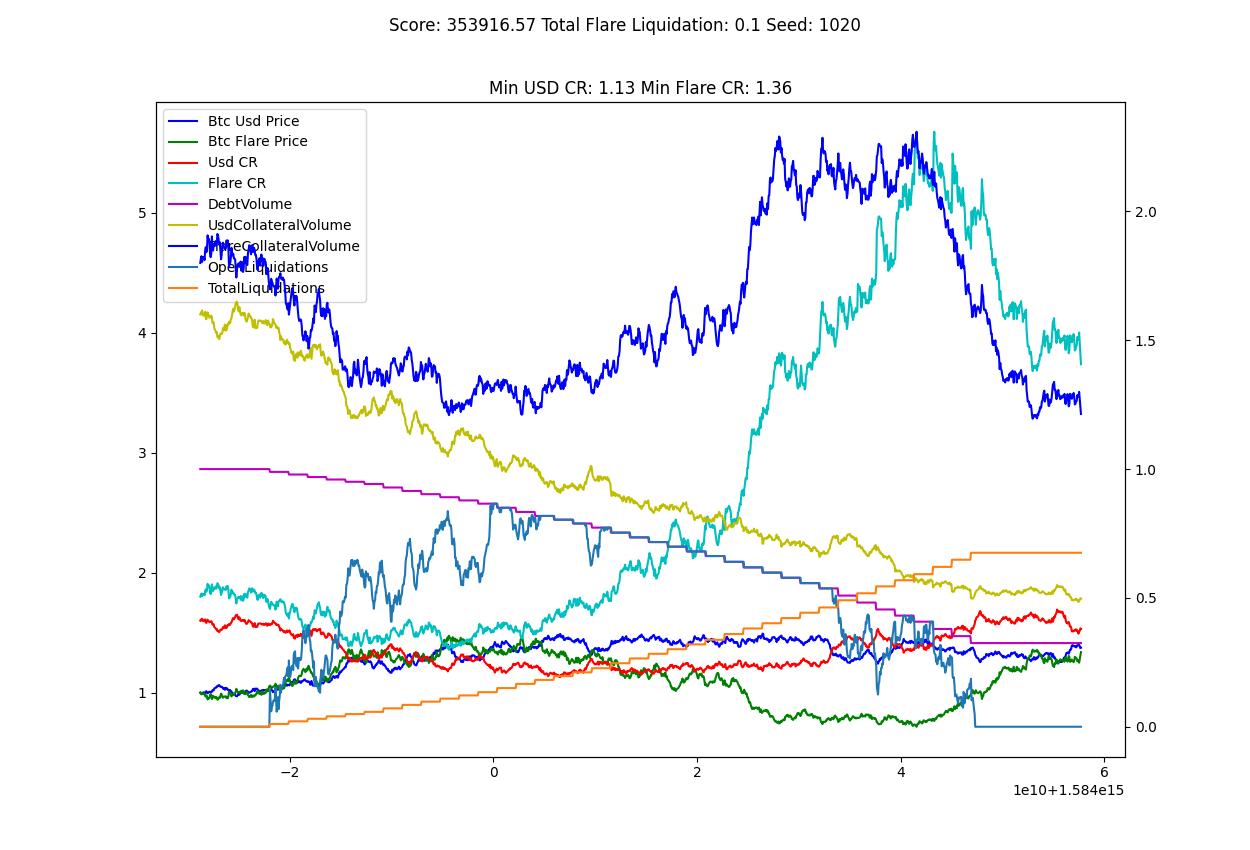 Score: 353916.57 Total Flare Liquidation: 0.1 Seed: 1020
Min USD CR: 1.13 Min Flare CR: 1.36
Btc Usd Price
Btc Flare Price
Usd CR
Flare CR
DebtVolume
UsdCollateralVolume
FlareCollateralVolume
OpenLiquidations
TotalLiquidations
5
4
3
2
1
2.0
1.5
1.0
0.5
0.0
−2
0
2
4
6
1e10+1.584e15